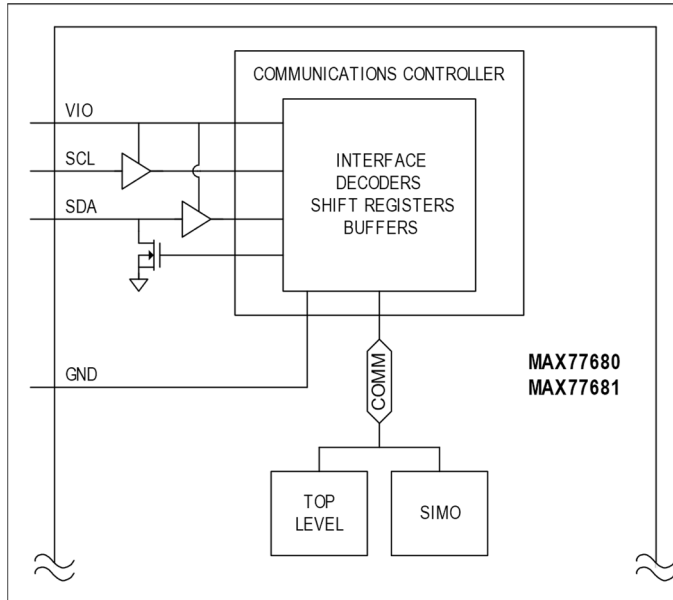 COMMUNICATIONS CONTROLLER
VIO
SCL
SDA
INTERFACE
DECODERS
SHIFT REGISTERS
BUFFERS
GND
COMM
MAX77680
MAX77681
TOP
LEVEL
SIMO